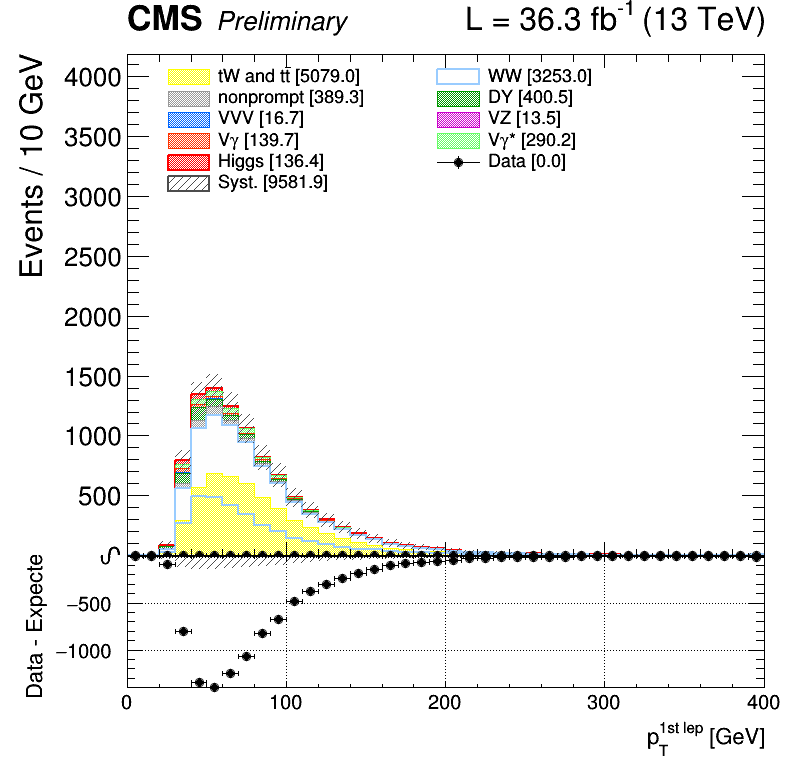 CMS Preliminary L = 36.3 fb⁻¹ (13 TeV)
Events / 10 GeV
4000
3500
3000
2500
2000
1500
1000
500
0
tW and tt̄ [5079.0]
nonprompt [389.3]
VVV [16.7]
Vγ [139.7]
Higgs [136.4]
Syst. [9581.9]
WW [3253.0]
DY [400.5]
VZ [13.5]
Vγ* [290.2]
Data [0.0]
Data - Expecte
−500
−1000
0 100 200 300 400
p_T^{1st lep} [GeV]